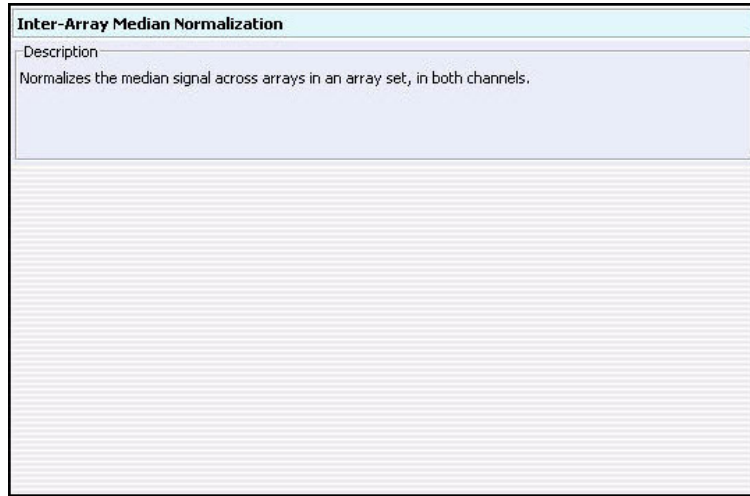 Inter-Array Median Normalization
Description
Normalizes the median signal across arrays in an array set, in both channels.